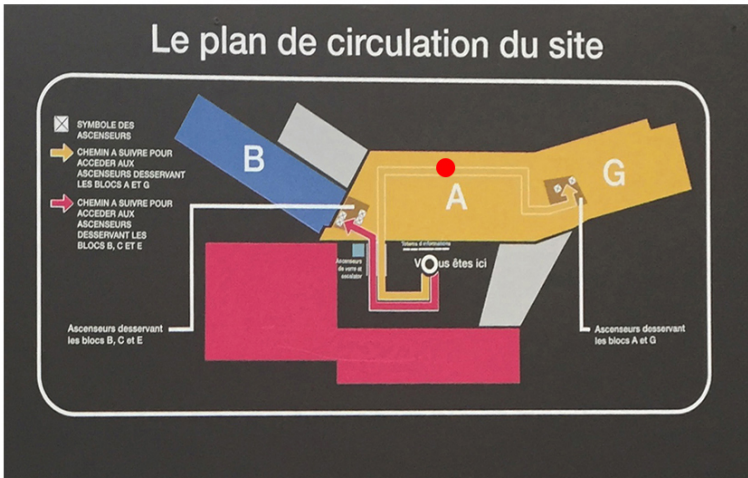 Le plan de circulation du site
SYMBOLE DES
ASCENSEURS
CHEMIN A SUIVRE POUR
ACCEDER AUX
ASCENSEURS DESSERVANT
LES BLOCS A ET G
CHEMIN A SUIVRE POUR
ACCEDER AUX
ASCENSEURS
DESSERVANT LES
BLOCS B, C ET E
B
A
G
Totems d'informations
Vous êtes ici
Ascenseurs
de verre et
escalator
Ascenseurs desservant
les blocs B, C et E
Ascenseurs desservant
les blocs A et G